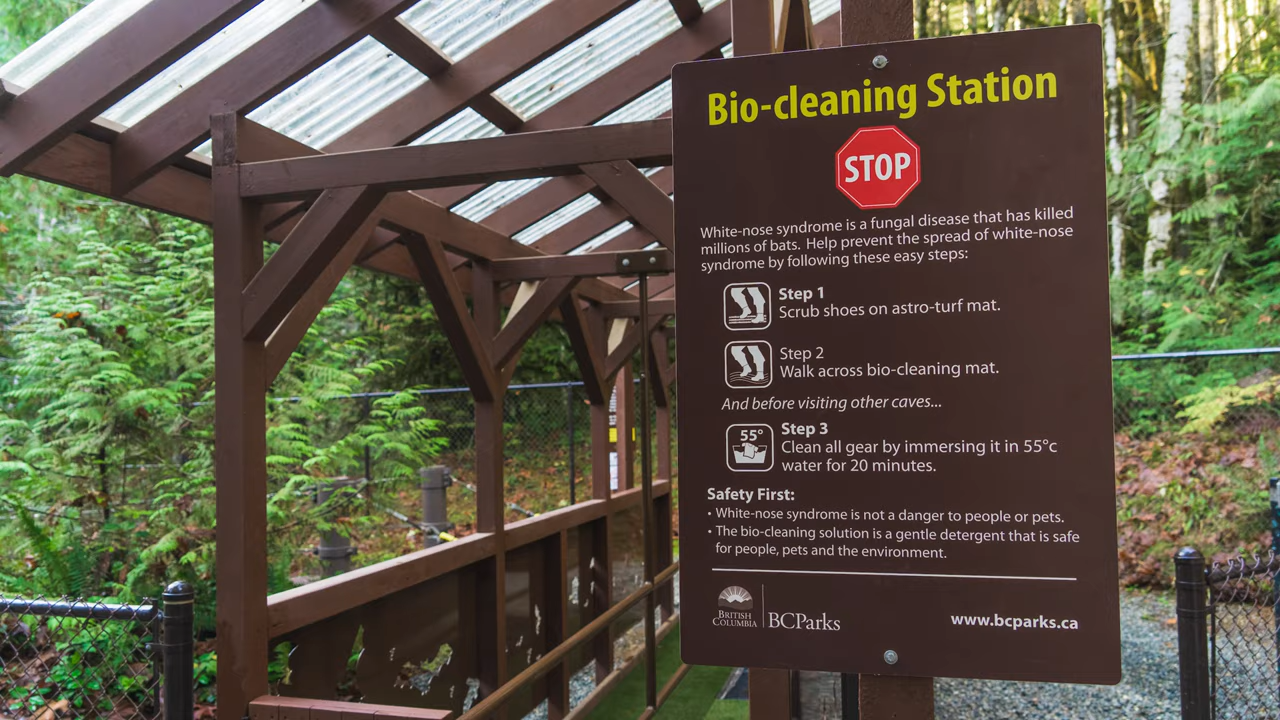 Bio-cleaning Station
STOP
White-nose syndrome is a fungal disease that has killed
millions of bats. Help prevent the spread of white-nose
syndrome by following these easy steps:
Step 1
Scrub shoes on astro-turf mat.
Step 2
Walk across bio-cleaning mat.
And before visiting other caves...
55°
Step 3
Clean all gear by immersing it in 55°c
water for 20 minutes.
Safety First:
• White-nose syndrome is not a danger to people or pets.
• The bio-cleaning solution is a gentle detergent that is safe
for people, pets and the environment.
BRITISH
COLUMBIA
BCParks
www.bcparks.ca